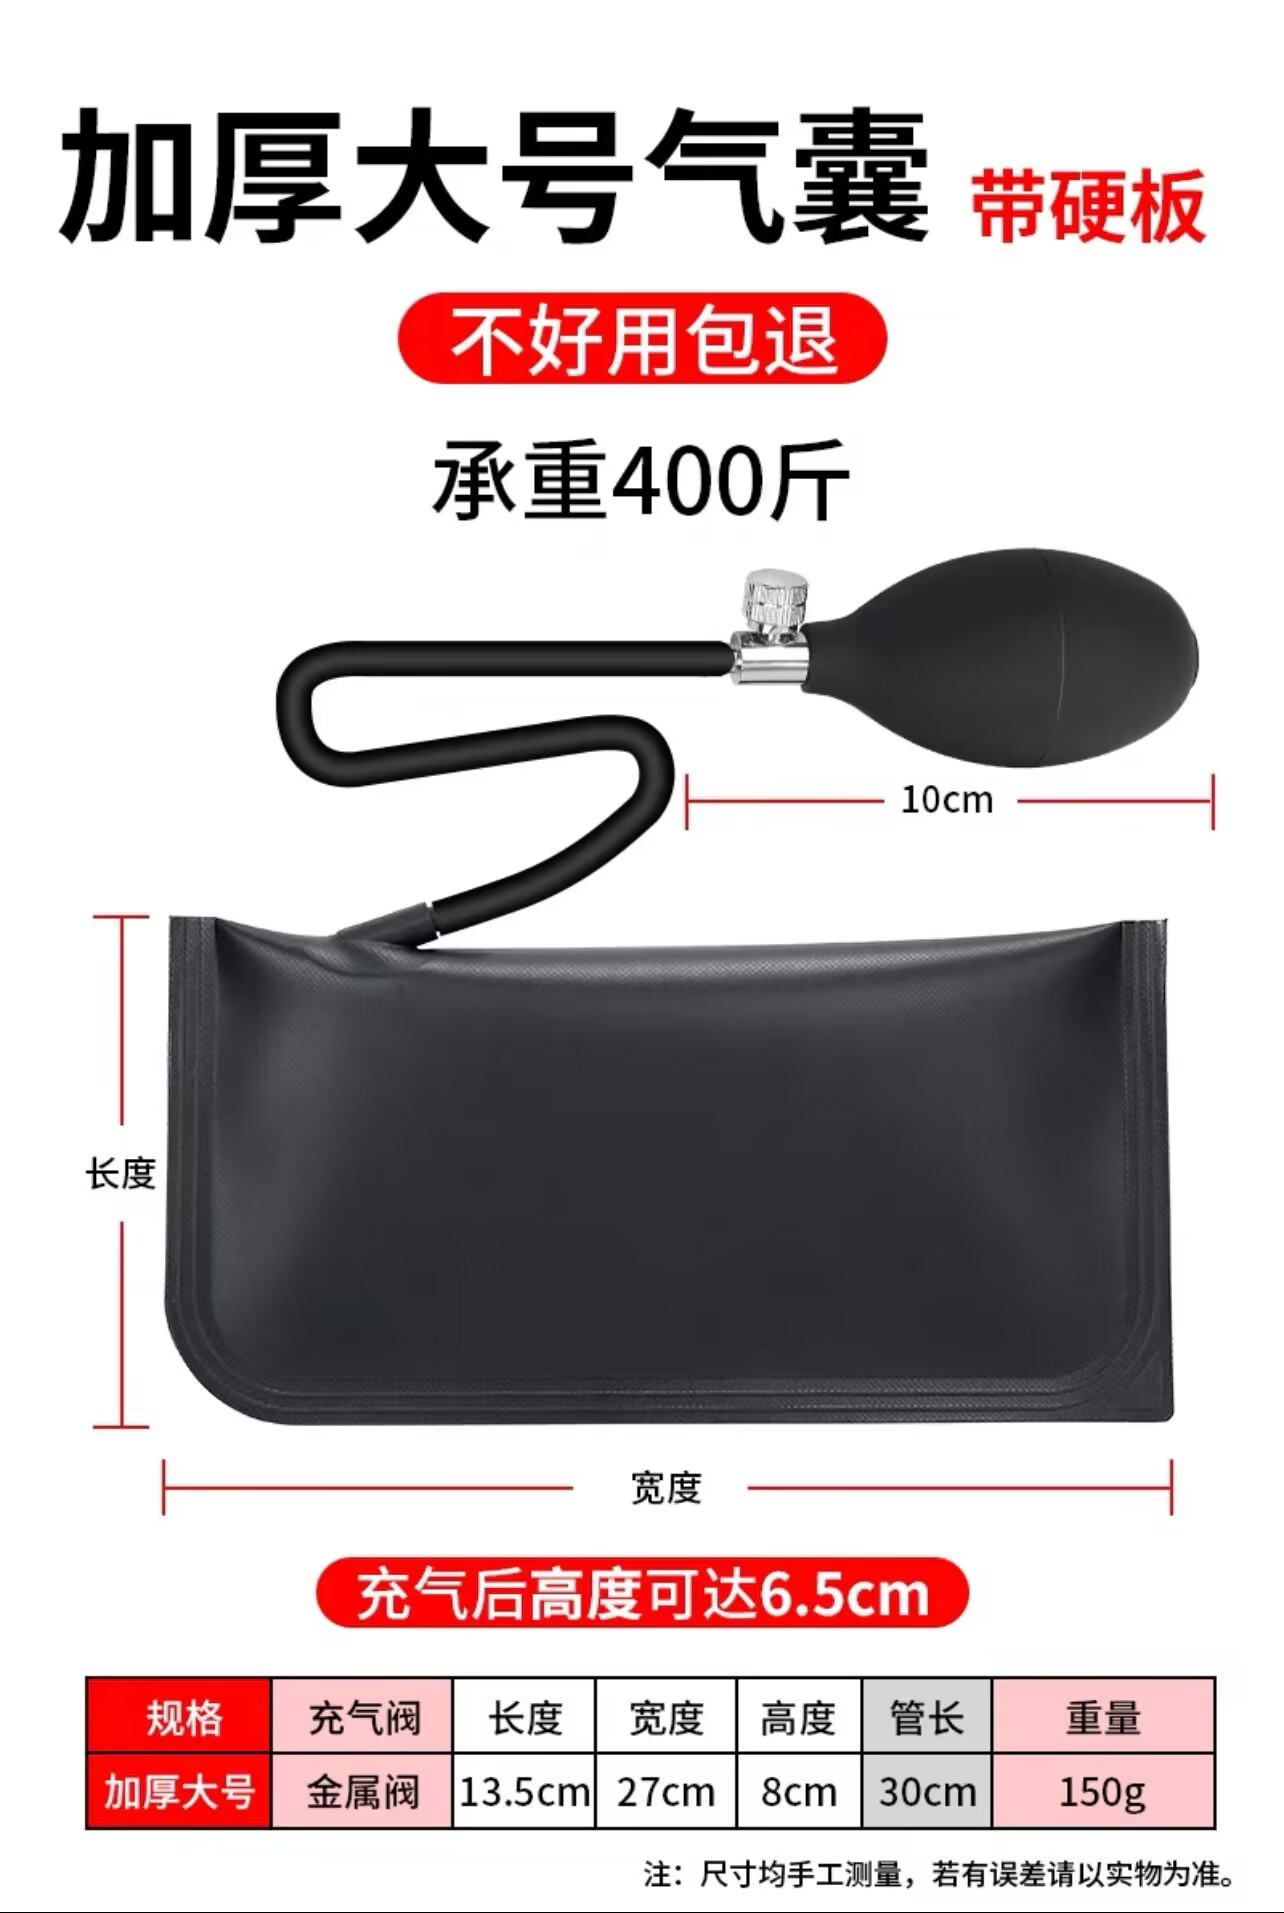 加厚大号气囊 带硬板
不好用包退
承重400斤
10cm
长度
宽度
充气后高度可达6.5cm
规格 充气阀 长度 宽度 高度 管长 重量
加厚大号 金属阀 13.5cm 27cm 8cm 30cm 150g
注：尺寸均手工测量，若有误差请以实物为准。